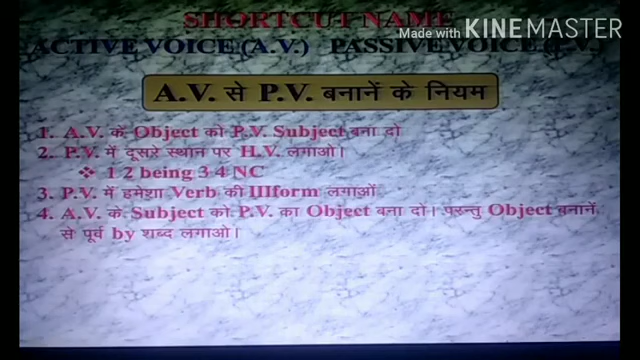 SHORTCUT NAME
Made with KINEMASTER
ACTIVE VOICE (A.V.) PASSIVE VOICE (P.V.)
A.V. से P.V. बनानें के नियम
1. A.V. के Object को P.V. Subject बना दो
2. P.V. में दूसरे स्थान पर H.V. लगाओ।
❖ 1 2 being 3 4 NC
3. P.V. में हमेशा Verb की IIIform लगाओं
4. A.V. के Subject को P.V. का Object बना दो। परन्तु Object बनानें
से पूर्व by शब्द लगाओ।